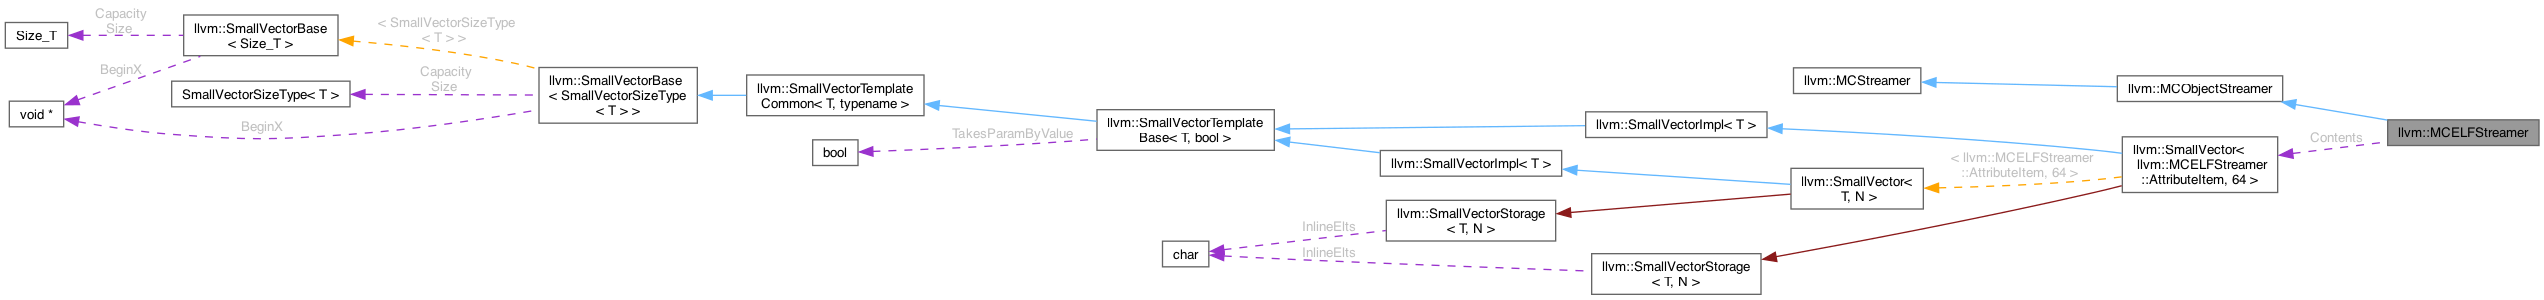 Capacity
Size
Size_T
llvm::SmallVectorBase
< Size_T >
BeginX
void *
SmallVectorSizeType< T >
< SmallVectorSizeType
< T > >
Capacity
Size
BeginX
llvm::SmallVectorBase
< SmallVectorSizeType
< T > >
llvm::SmallVectorTemplate
Common< T, typename >
bool
TakesParamByValue
llvm::SmallVectorTemplate
Base< T, bool >
char
InlineElts
InlineElts
llvm::SmallVectorImpl< T >
llvm::SmallVectorImpl< T >
llvm::SmallVectorStorage
< T, N >
llvm::SmallVectorStorage
< T, N >
llvm::MCStreamer
llvm::SmallVector<
T, N >
< llvm::MCELFStreamer
::AttributeItem, 64 >
llvm::MCObjectStreamer
llvm::SmallVector<
llvm::MCELFStreamer
::AttributeItem, 64 >
Contents
llvm::MCELFStreamer